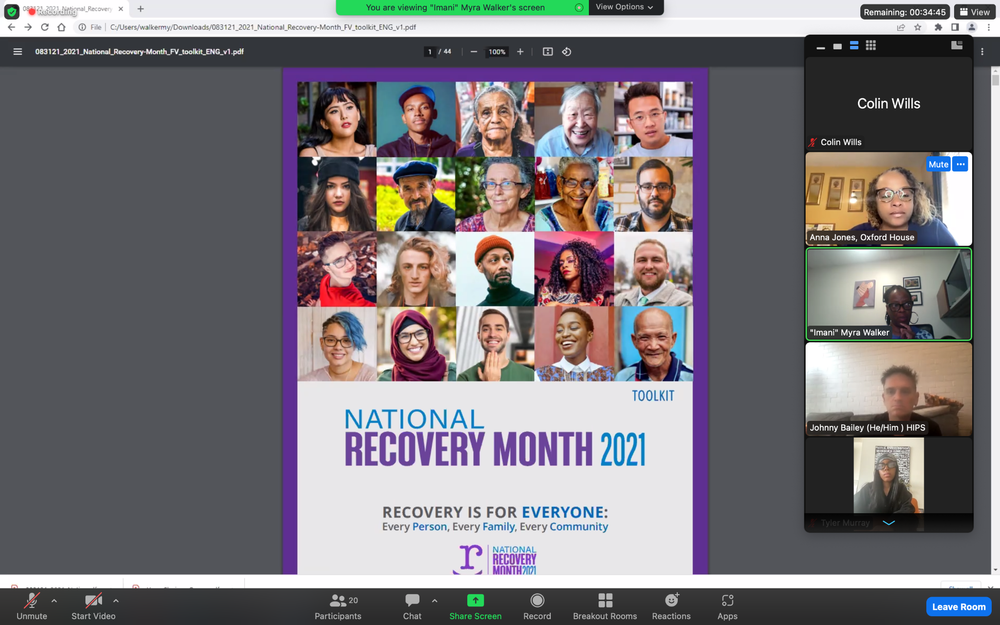 083121_2021_National_Recovery
Recording
You are viewing "Imani" Myra Walker's screen
View Options
Remaining: 00:34:45
View
File
C:/Users/walkermy/Downloads/083121_2021_National_Recovery-Month_FV_toolkit_ENG_v1.pdf
083121_2021_National_Recovery-Month_FV_toolkit_ENG_v1.pdf
1 / 44
100%
Colin Wills
Colin Wills
Mute
Anna Jones, Oxford House
"Imani" Myra Walker
Johnny Bailey (He/Him ) HIPS
Tyler Murray
TOOLKIT
NATIONAL
RECOVERY MONTH 2021
RECOVERY IS FOR EVERYONE:
Every Person, Every Family, Every Community
r
NATIONAL
RECOVERY
MONTH 2021
Unmute
Start Video
20
Participants
Chat
Share Screen
Record
Breakout Rooms
Reactions
Apps
Leave Room